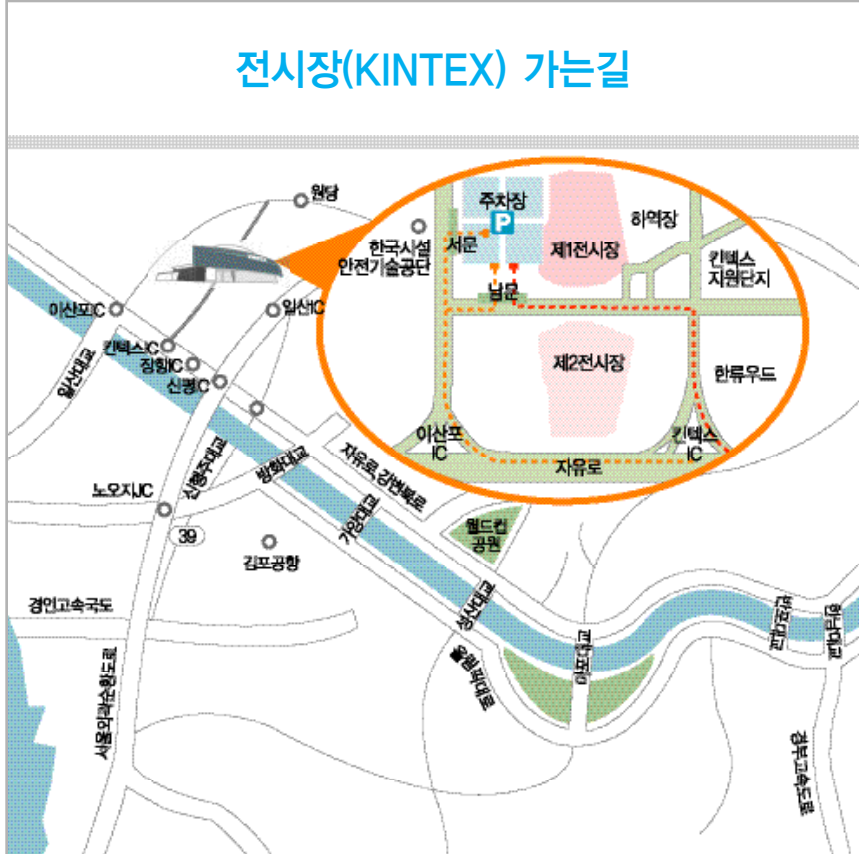 전시장(KINTEX) 가는길
원당
주차장
P
하역장
한국시설
안전기술공단
서문
제1전시장
킨텍스
지원단지
남문
이산포IC
일산IC
킨텍스IC
장항IC
신평IC
일산대교
제2전시장
한류우드
이산포
IC
킨텍스
IC
자유로
신행주대교
방화대교
자유로,강변북로
노오지JC
39
가양대교
월드컵
공원
김포공항
경인고속국도
성산대교
올림픽대로
마포대교
반포대교
한남대교
서울외곽순환도로
경부고속도로